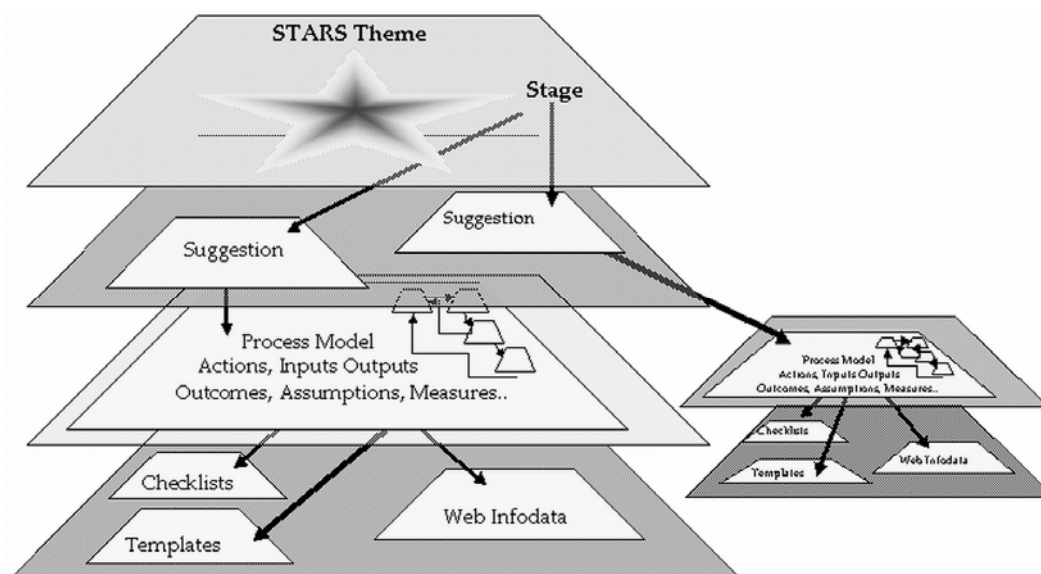 STARS Theme
Stage
Suggestion
Suggestion
Process Model
Actions, Inputs Outputs
Outcomes, Assumptions, Measures..
Checklists
Templates
Web Infodata
Process Model
Actions, Inputs Outputs
Outcomes, Assumptions, Measures..
Checklists
Templates
Web Infodata